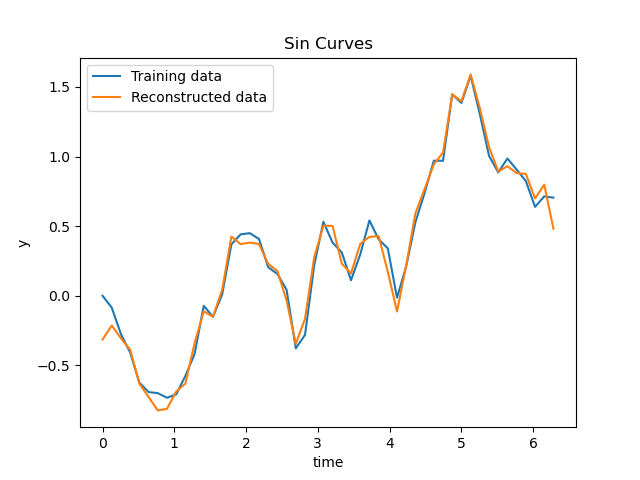 Sin Curves
Training data
Reconstructed data
y
1.5
1.0
0.5
0.0
−0.5
0 1 2 3 4 5 6
time